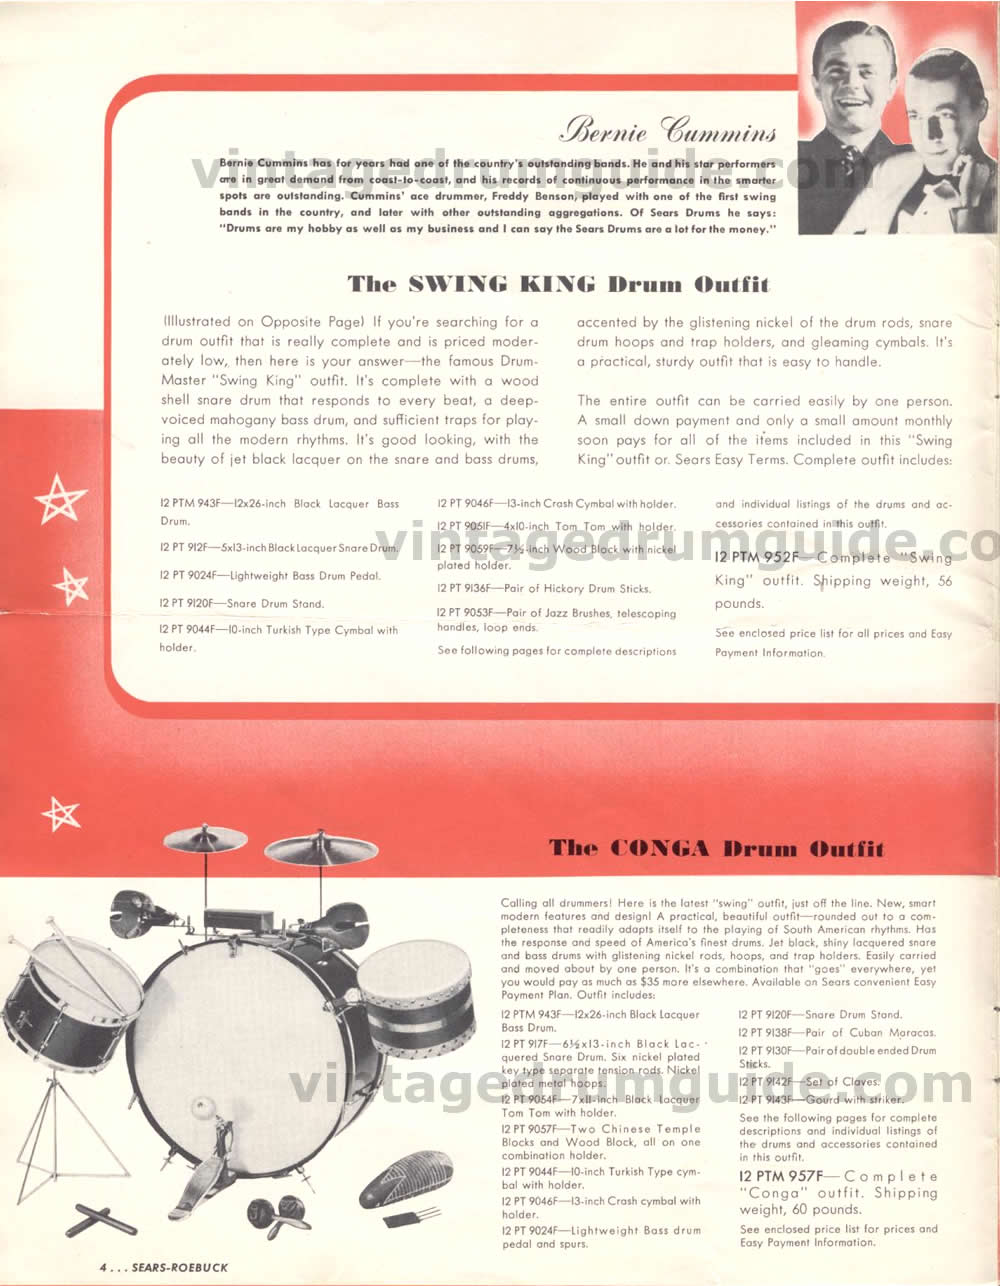 Bernie Cummins
Bernie Cummins has for years had one of the country's outstanding bands. He and his star performers
are in great demand from coast-to-coast, and his records of continuous performance in the smarter
spots are outstanding. Cummins' ace drummer, Freddy Benson, played with one of the first swing
bands in the country, and later with other outstanding aggregations. Of Sears Drums he says:
"Drums are my hobby as well as my business and I can say the Sears Drums are a lot for the money."
vintagedrumguide.com
The SWING KING Drum Outfit
(Illustrated on Opposite Page) If you're searching for a
drum outfit that is really complete and is priced moder-
ately low, then here is your answer—the famous Drum-
Master "Swing King" outfit. It's complete with a wood
shell snare drum that responds to every beat, a deep-
voiced mahogany bass drum, and sufficient traps for play-
ing all the modern rhythms. It's good looking, with the
beauty of jet black lacquer on the snare and bass drums,
accented by the glistening nickel of the drum rods, snare
drum hoops and trap holders, and gleaming cymbals. It's
a practical, sturdy outfit that is easy to handle.
The entire outfit can be carried easily by one person.
A small down payment and only a small amount monthly
soon pays for all of the items included in this "Swing
King" outfit or. Sears Easy Terms. Complete outfit includes:
12 PTM 943F—12x26-inch Black Lacquer Bass
Drum.
12 PT 912F—5x13-inch Black Lacquer Snare Drum.
12 PT 9024F—Lightweight Bass Drum Pedal.
12 PT 9120F—Snare Drum Stand.
12 PT 9044F—10-inch Turkish Type Cymbal with
holder.
12 PT 9046F—13-inch Crash Cymbal with holder.
12 PT 9051F—4x10-inch Tom Tom with holder.
12 PT 9059F—7½-inch Wood Block with nickel
plated holder.
12 PT 9136F—Pair of Hickory Drum Sticks.
12 PT 9053F—Pair of Jazz Brushes, telescoping
handles, loop ends.
See following pages for complete descriptions
and individual listings of the drums and ac-
cessories contained in this outfit.
12 PTM 952F—Complete "Swing
King" outfit. Shipping weight, 56
pounds.
See enclosed price list for all prices and Easy
Payment Information.
vintagedrumguide.co
The CONGA Drum Outfit
Calling all drummers! Here is the latest "swing" outfit, just off the line. New, smart
modern features and design! A practical, beautiful outfit—rounded out to a com-
pleteness that readily adapts itself to the playing of South American rhythms. Has
the response and speed of America's finest drums. Jet black, shiny lacquered snare
and bass drums with glistening nickel rods, hoops, and trap holders. Easily carried
and moved about by one person. It's a combination that "goes" everywhere, yet
you would pay as much as $35 more elsewhere. Available on Sears convenient Easy
Payment Plan. Outfit includes:
12 PTM 943F—12x26-inch Black Lacquer
Bass Drum.
12 PT 917F—6½x13-inch Black Lac-
quered Snare Drum. Six nickel plated
key type separate tension rods. Nickel
plated metal hoops.
12 PT 9054F—7x11-inch Black Lacquer
Tom Tom with holder.
12 PT 9057F—Two Chinese Temple
Blocks and Wood Block, all on one
combination holder.
12 PT 9044F—10-inch Turkish Type cym-
bal with holder.
12 PT 9046F—13-inch Crash cymbal with
holder.
12 PT 9024F—Lightweight Bass drum
pedal and spurs.
12 PT 9120F—Snare Drum Stand.
12 PT 9138F—Pair of Cuban Maracas.
12 PT 9130F—Pair of double ended Drum
Sticks.
12 PT 9142F—Set of Claves.
12 PT 9143F—Gourd with striker.
See the following pages for complete
descriptions and individual listings of
the drums and accessories contained
in this outfit.
12 PTM 957F—Complete
"Conga" outfit. Shipping
weight, 60 pounds.
See enclosed price list for prices and
Easy Payment Information.
vintagedrumguide.com
4 . . . SEARS-ROEBUCK